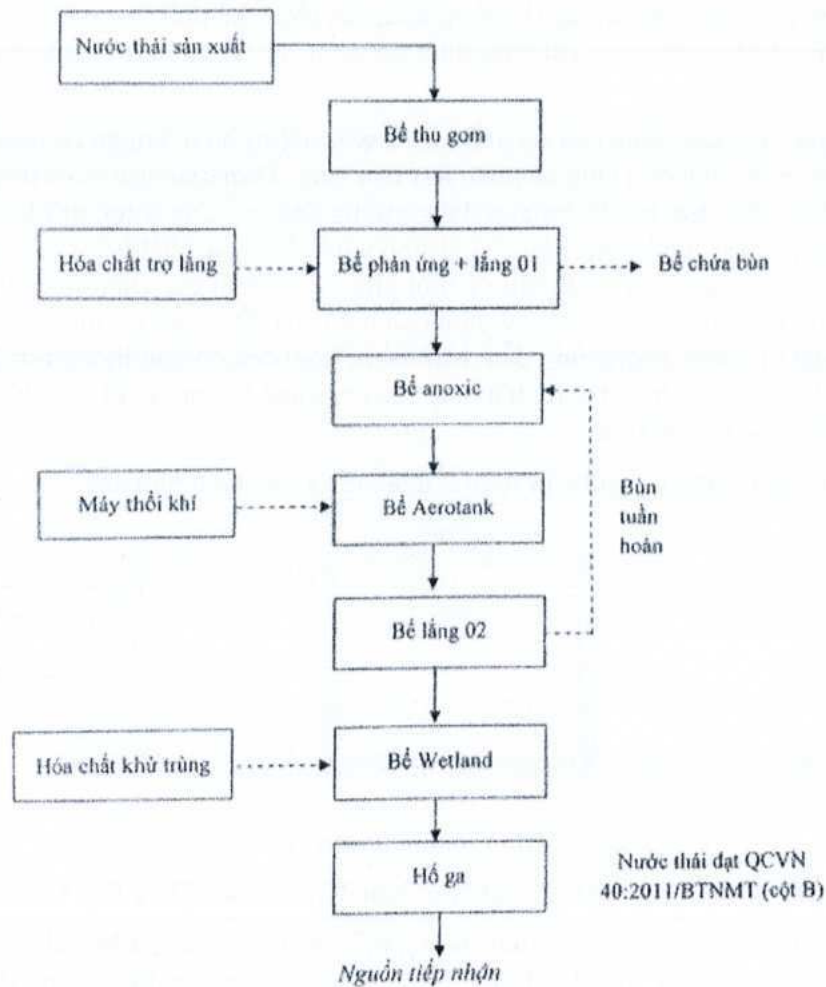 Nước thải sản xuất
Bể thu gom
Hóa chất trợ lắng
Bể phản ứng + lắng 01
Bể chứa bùn
Bể anoxic
Máy thổi khí
Bể Aerotank
Bùn
tuần
hoàn
Bể lắng 02
Hóa chất khử trùng
Bể Wetland
Hố ga
Nước thải đạt QCVN
40:2011/BTNMT (cột B)
Nguồn tiếp nhận